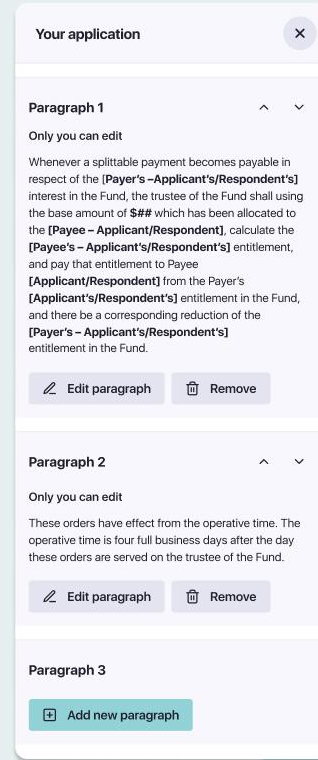 Your application
Paragraph 1
Only you can edit
Whenever a splittable payment becomes payable in
respect of the [Payer's –Applicant's/Respondent's]
interest in the Fund, the trustee of the Fund shall using
the base amount of $## which has been allocated to
the [Payee – Applicant/Respondent], calculate the
[Payee's – Applicant's/Respondent's] entitlement,
and pay that entitlement to Payee
[Applicant/Respondent] from the Payer's
[Applicant's/Respondent's] entitlement in the Fund,
and there be a corresponding reduction of the
[Payer's – Applicant's/Respondent's]
entitlement in the Fund.
Edit paragraph Remove
Paragraph 2
Only you can edit
These orders have effect from the operative time. The
operative time is four full business days after the day
these orders are served on the trustee of the Fund.
Edit paragraph Remove
Paragraph 3
Add new paragraph